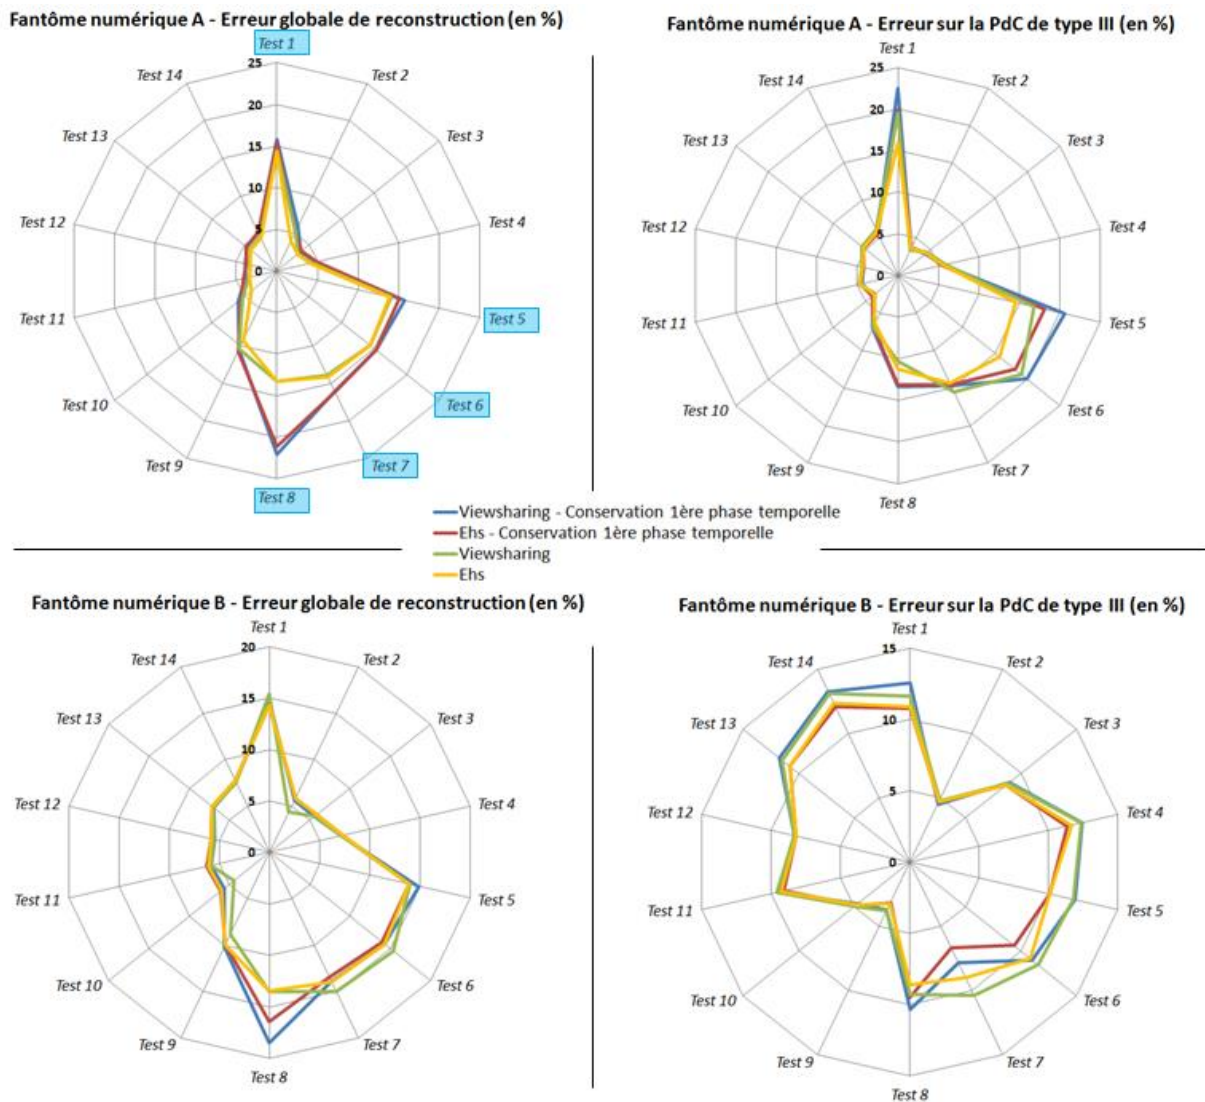 Fantôme numérique A - Erreur globale de reconstruction (en %)
Test 1
25
Test 14
Test 2
20
Test 13
Test 3
15
10
Test 12
Test 4
5
0
Test 11
Test 5
Test 10
Test 6
Test 9
Test 7
Test 8
Fantôme numérique A - Erreur sur la PdC de type III (en %)
Test 1
25
Test 14
Test 2
20
Test 13
Test 3
15
10
Test 12
Test 4
5
0
Test 11
Test 5
Test 10
Test 6
Test 9
Test 7
Test 8
Viewsharing - Conservation 1ère phase temporelle
Ehs - Conservation 1ère phase temporelle
Viewsharing
Ehs
Fantôme numérique B - Erreur globale de reconstruction (en %)
Test 1
20
Test 14
Test 2
15
Test 13
Test 3
10
Test 12
Test 4
5
0
Test 11
Test 5
Test 10
Test 6
Test 9
Test 7
Test 8
Fantôme numérique B - Erreur sur la PdC de type III (en %)
Test 1
15
Test 14
Test 2
Test 13
Test 3
10
Test 12
Test 4
5
0
Test 11
Test 5
Test 10
Test 6
Test 9
Test 7
Test 8